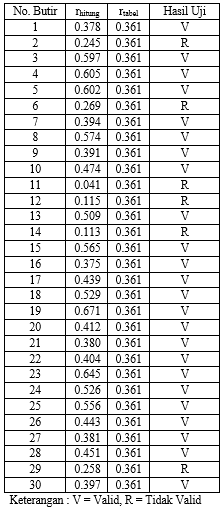 No. Butir rhitung rtabel Hasil Uji
1 0.378 0.361 V
2 0.245 0.361 R
3 0.597 0.361 V
4 0.605 0.361 V
5 0.602 0.361 V
6 0.269 0.361 R
7 0.394 0.361 V
8 0.574 0.361 V
9 0.391 0.361 V
10 0.474 0.361 V
11 0.041 0.361 R
12 0.115 0.361 R
13 0.509 0.361 V
14 0.113 0.361 R
15 0.565 0.361 V
16 0.375 0.361 V
17 0.439 0.361 V
18 0.529 0.361 V
19 0.671 0.361 V
20 0.412 0.361 V
21 0.380 0.361 V
22 0.404 0.361 V
23 0.645 0.361 V
24 0.526 0.361 V
25 0.556 0.361 V
26 0.443 0.361 V
27 0.381 0.361 V
28 0.451 0.361 V
29 0.258 0.361 R
30 0.397 0.361 V
Keterangan : V = Valid, R = Tidak Valid